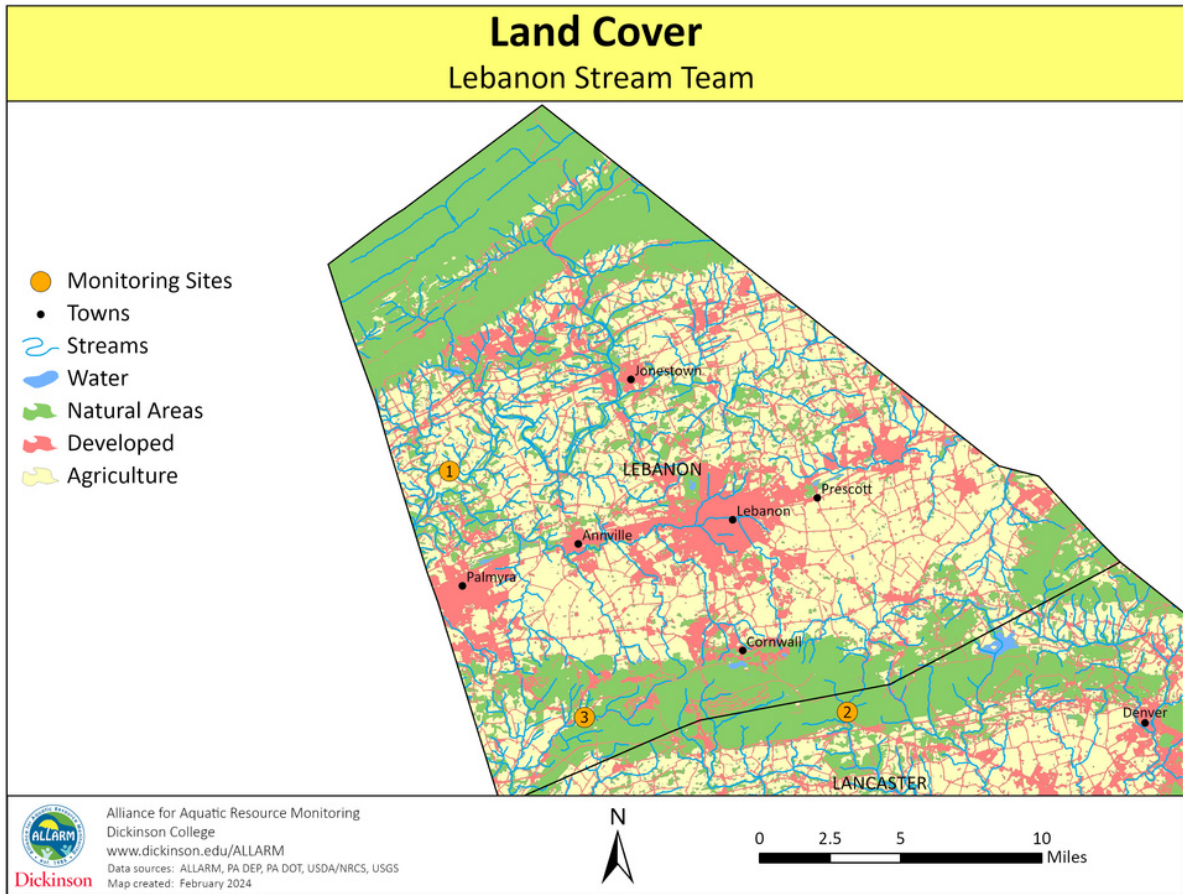 Land Cover
Lebanon Stream Team
Monitoring Sites
Towns
Streams
Water
Natural Areas
Developed
Agriculture
Jonestown
1
LEBANON
Prescott
Lebanon
Annville
Palmyra
Cornwall
3
2
Denver
LANCASTER
ALLARM
Dickinson
Alliance for Aquatic Resource Monitoring
Dickinson College
www.dickinson.edu/ALLARM
Data sources: ALLARM, PA DEP, PA DOT, USDA/NRCS, USGS
Map created: February 2024
N
0 2.5 5 10
Miles